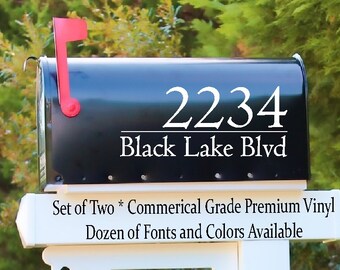 2234
Black Lake Blvd
Set of Two * Commerical Grade Premium Vinyl
Dozen of Fonts and Colors Available